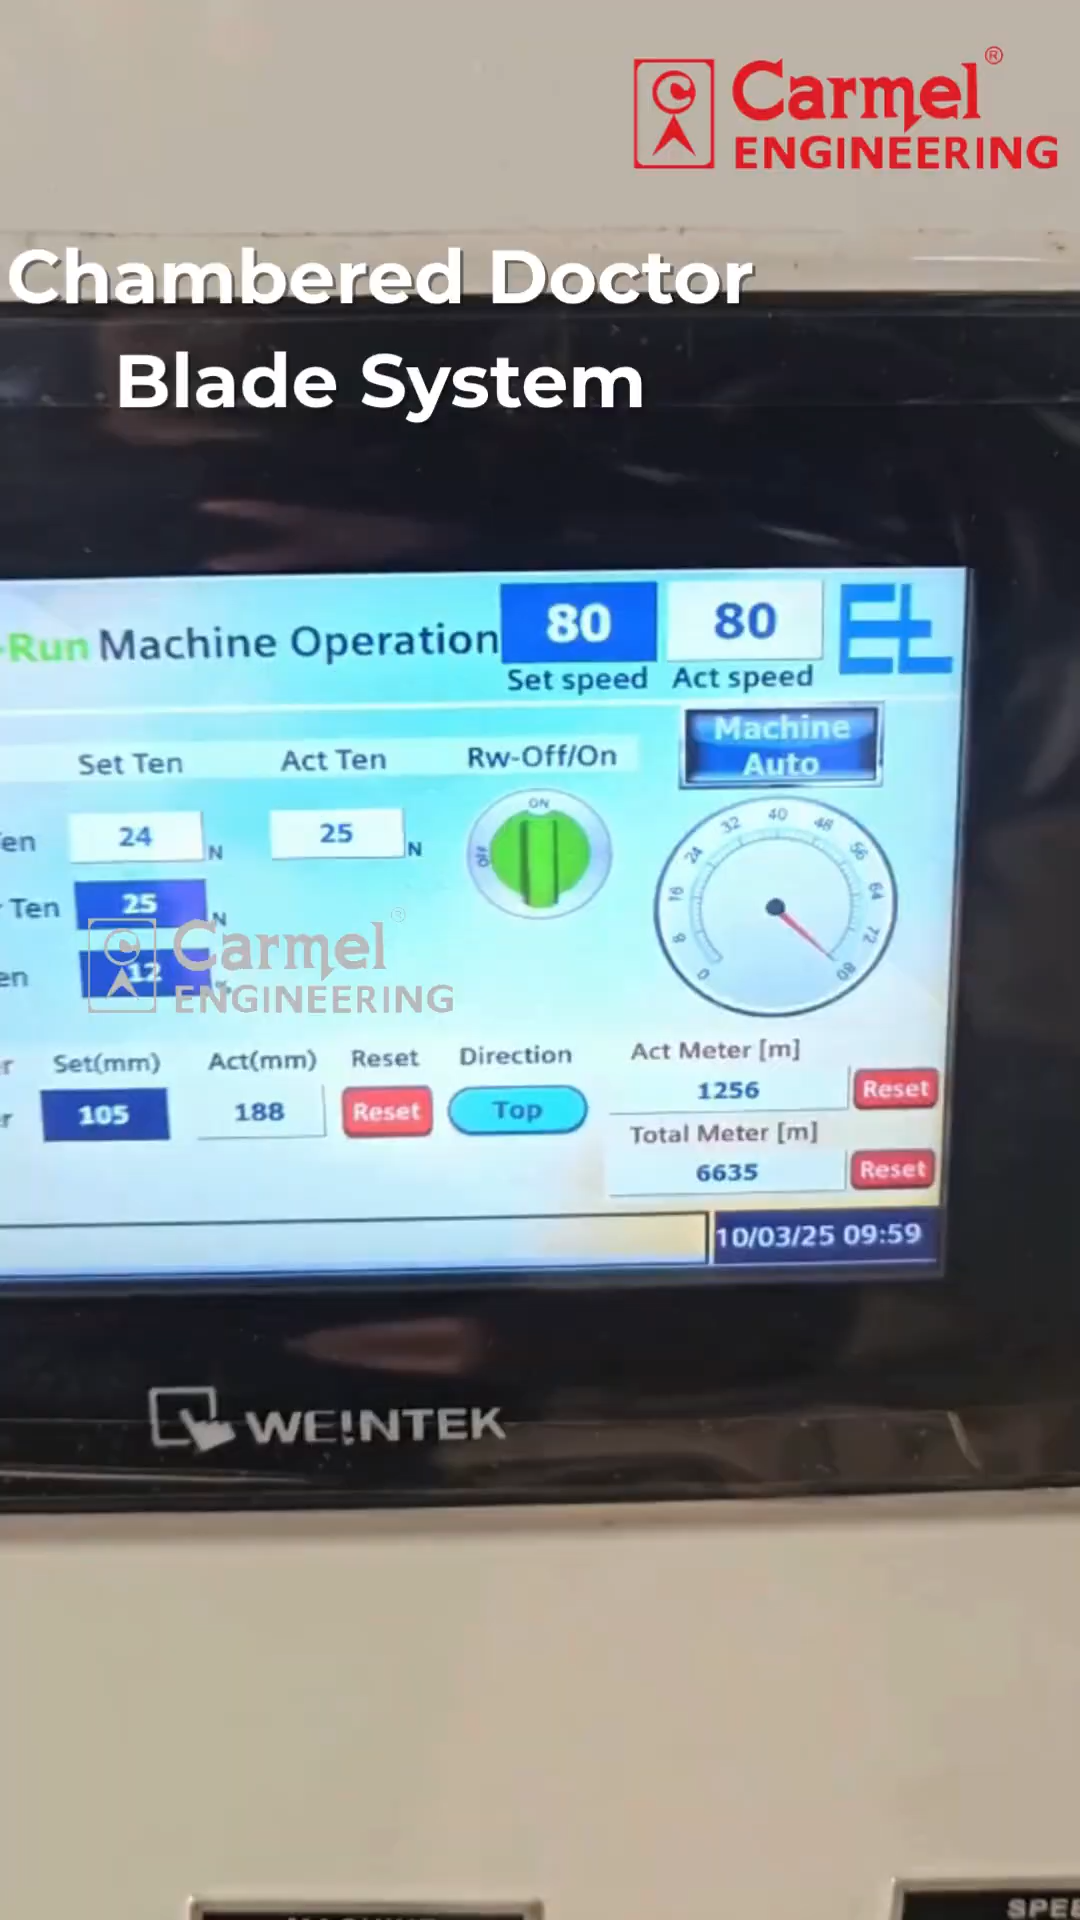 Carmel®
ENGINEERING
Chambered Doctor
Blade System
-Run Machine Operation
80
80
Set speed
Act speed
EL
Set Ten
Act Ten
Rw-Off/On
Machine
Auto
en
24
N
25
N
OFF
ON
0
8
16
24
32
40
48
56
64
72
80
Ten
25
N
en
12
%
Carmel®
ENGINEERING
r
Set(mm)
Act(mm)
Reset
Direction
Act Meter [m]
r
105
188
Reset
Top
1256
Reset
Total Meter [m]
6635
Reset
10/03/25 09:59
WE!NTEK
SPEE